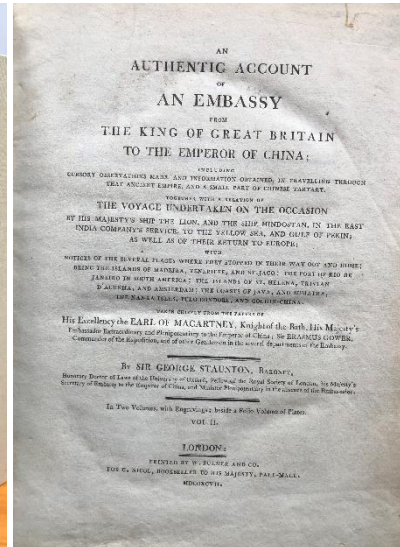 AN
AUTHENTIC ACCOUNT
OF
AN EMBASSY
FROM
THE KING OF GREAT BRITAIN
TO THE EMPEROR OF CHINA;
INCLUDING
CURSORY OBSERVATIONS MADE, AND INFORMATION OBTAINED, IN TRAVELLING THROUGH
THAT ANCIENT EMPIRE, AND A SMALL PART OF CHINESE TARTARY.
TOGETHER WITH A RELATION OF
THE VOYAGE UNDERTAKEN ON THE OCCASION
BY HIS MAJESTY'S SHIP THE LION, AND THE SHIP HINDOSTAN, IN THE EAST
INDIA COMPANY'S SERVICE, TO THE YELLOW SEA, AND GULF OF PEKIN;
AS WELL AS OF THEIR RETURN TO EUROPE;
WITH
NOTICES OF THE SEVERAL PLACES WHERE THEY STOPPED IN THEIR WAY OUT AND HOME;
BEING THE ISLANDS OF MADEIRA, TENERIFFE, AND ST. JAGO; THE PORT OF RIO DE
JANEIRO IN SOUTH AMERICA; THE ISLANDS OF ST. HELENA, TRISTAN
D'ACUNHA, AND AMSTERDAM; THE COASTS OF JAVA, AND SUMATRA,
THE NANKA ISLES, PULO CONDORE, AND COCHIN-CHINA.
TAKEN CHIEFLY FROM THE PAPERS OF
His Excellency the EARL OF MACARTNEY, Knight of the Bath, His Majesty's
Embassador Extraordinary and Plenipotentiary to the Emperor of China; Sir ERASMUS GOWER,
Commander of the Expedition, and of other Gentlemen in the several departments of the Embassy.
By SIR GEORGE STAUNTON, BARONET,
Honorary Doctor of Laws of the University of Oxford, Fellow of the Royal Society of London, his Majesty's
Secretary of Embassy to the Emperor of China, and Minister Plenipotentiary in the absence of the Embassador.
In Two Volumes, with Engravings; beside a Folio Volume of Plates.
VOL. II.
LONDON:
PRINTED BY W. BULMER AND CO.
FOR G. NICOL, BOOKSELLER TO HIS MAJESTY, PALL-MALL.
MDCCXCVII.